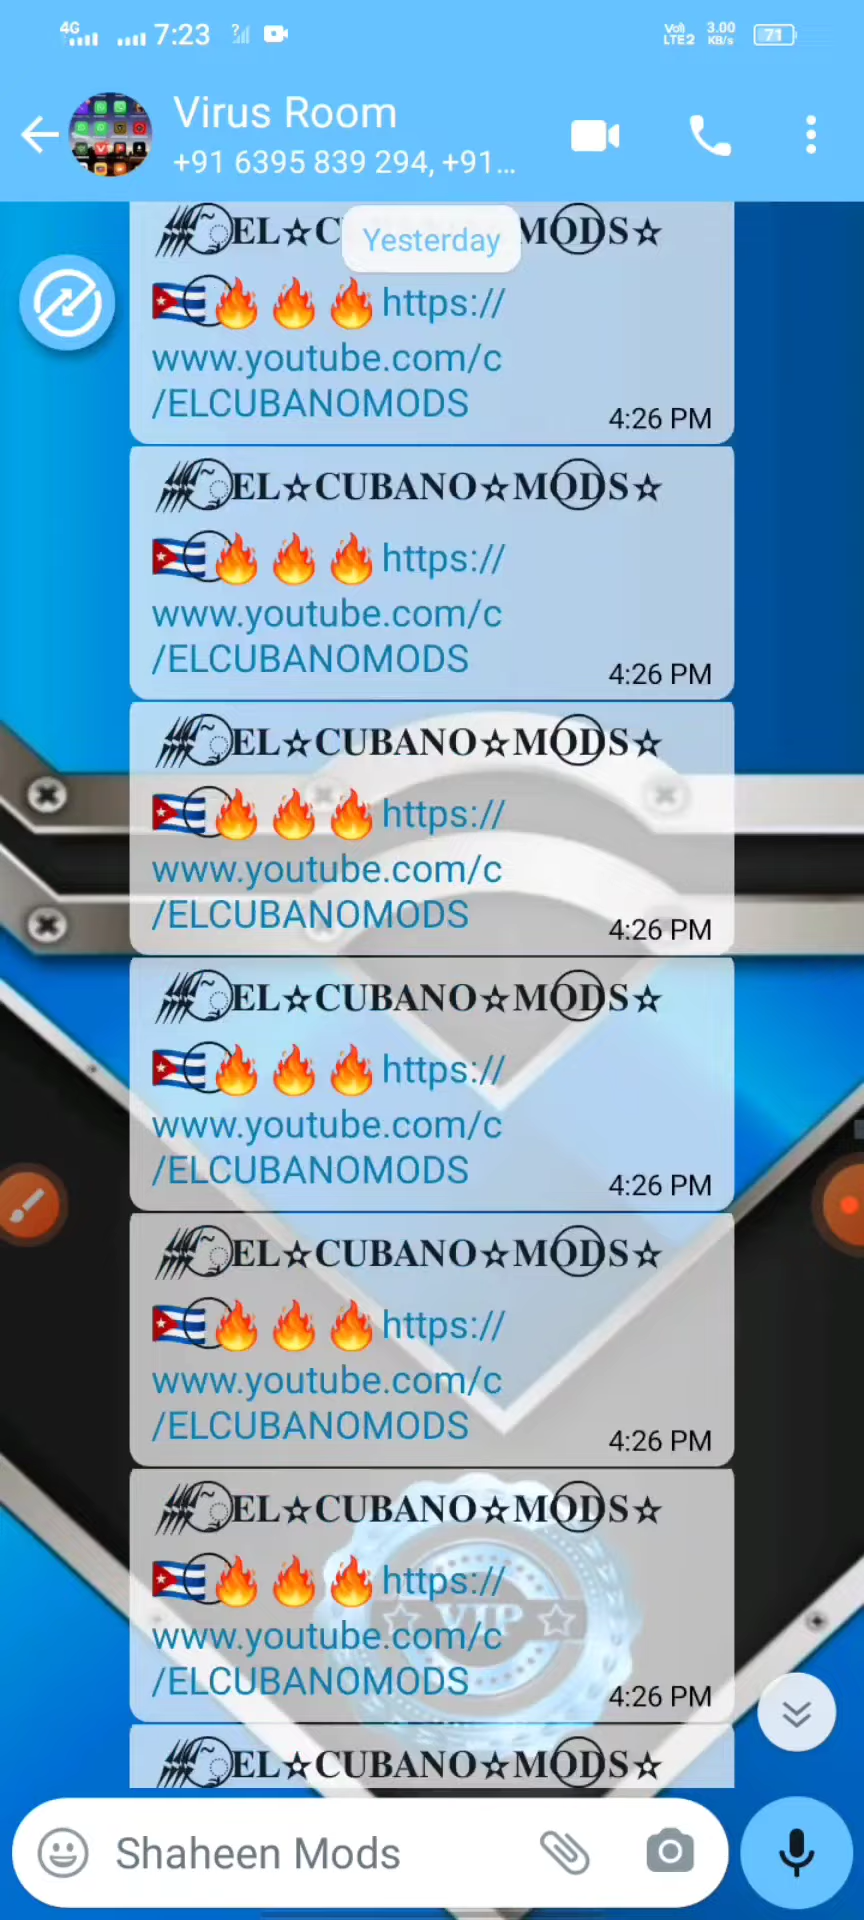 4G 7:23 ?
Vo))
LTE2
3.00
KB/s
71
Virus Room
+91 6395 839 294, +91...
EL☆C MODS☆
Yesterday
🇨🇺🔥🔥🔥https://
www.youtube.com/c
/ELCUBANOMODS
4:26 PM
EL☆CUBANO☆MODS☆
🇨🇺🔥🔥🔥https://
www.youtube.com/c
/ELCUBANOMODS
4:26 PM
EL☆CUBANO☆MODS☆
🇨🇺🔥🔥🔥https://
www.youtube.com/c
/ELCUBANOMODS
4:26 PM
EL☆CUBANO☆MODS☆
🇨🇺🔥🔥🔥https://
www.youtube.com/c
/ELCUBANOMODS
4:26 PM
EL☆CUBANO☆MODS☆
🇨🇺🔥🔥🔥https://
www.youtube.com/c
/ELCUBANOMODS
4:26 PM
EL☆CUBANO☆MODS☆
🇨🇺🔥🔥🔥https://
www.youtube.com/c
/ELCUBANOMODS
4:26 PM
VIP
EL☆CUBANO☆MODS☆
Shaheen Mods